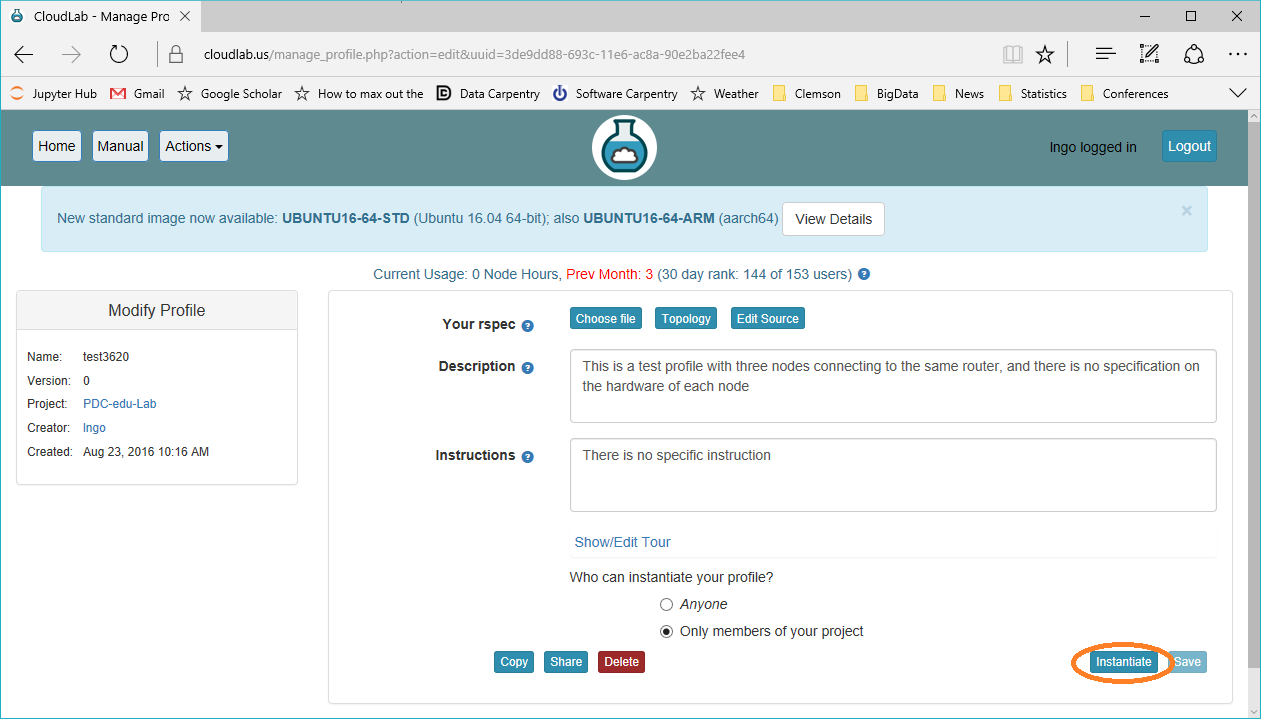 CloudLab - Manage Pro
cloudlab.us/manage_profile.php?action=edit&uuid=3de9dd88-693c-11e6-ac8a-90e2ba22fee4
Jupyter Hub Gmail Google Scholar How to max out the Data Carpentry Software Carpentry Weather Clemson BigData News Statistics Conferences
Home Manual Actions Ingo logged in Logout
New standard image now available: UBUNTU16-64-STD (Ubuntu 16.04 64-bit); also UBUNTU16-64-ARM (aarch64) View Details ×
Current Usage: 0 Node Hours, Prev Month: 3 (30 day rank: 144 of 153 users) ?
Modify Profile
Name: test3620
Version: 0
Project: PDC-edu-Lab
Creator: Ingo
Created: Aug 23, 2016 10:16 AM
Your rspec ? Choose file Topology Edit Source
Description ? This is a test profile with three nodes connecting to the same router, and there is no specification on
the hardware of each node
Instructions ? There is no specific instruction
Show/Edit Tour
Who can instantiate your profile?
Anyone
Only members of your project
Copy Share Delete Instantiate Save